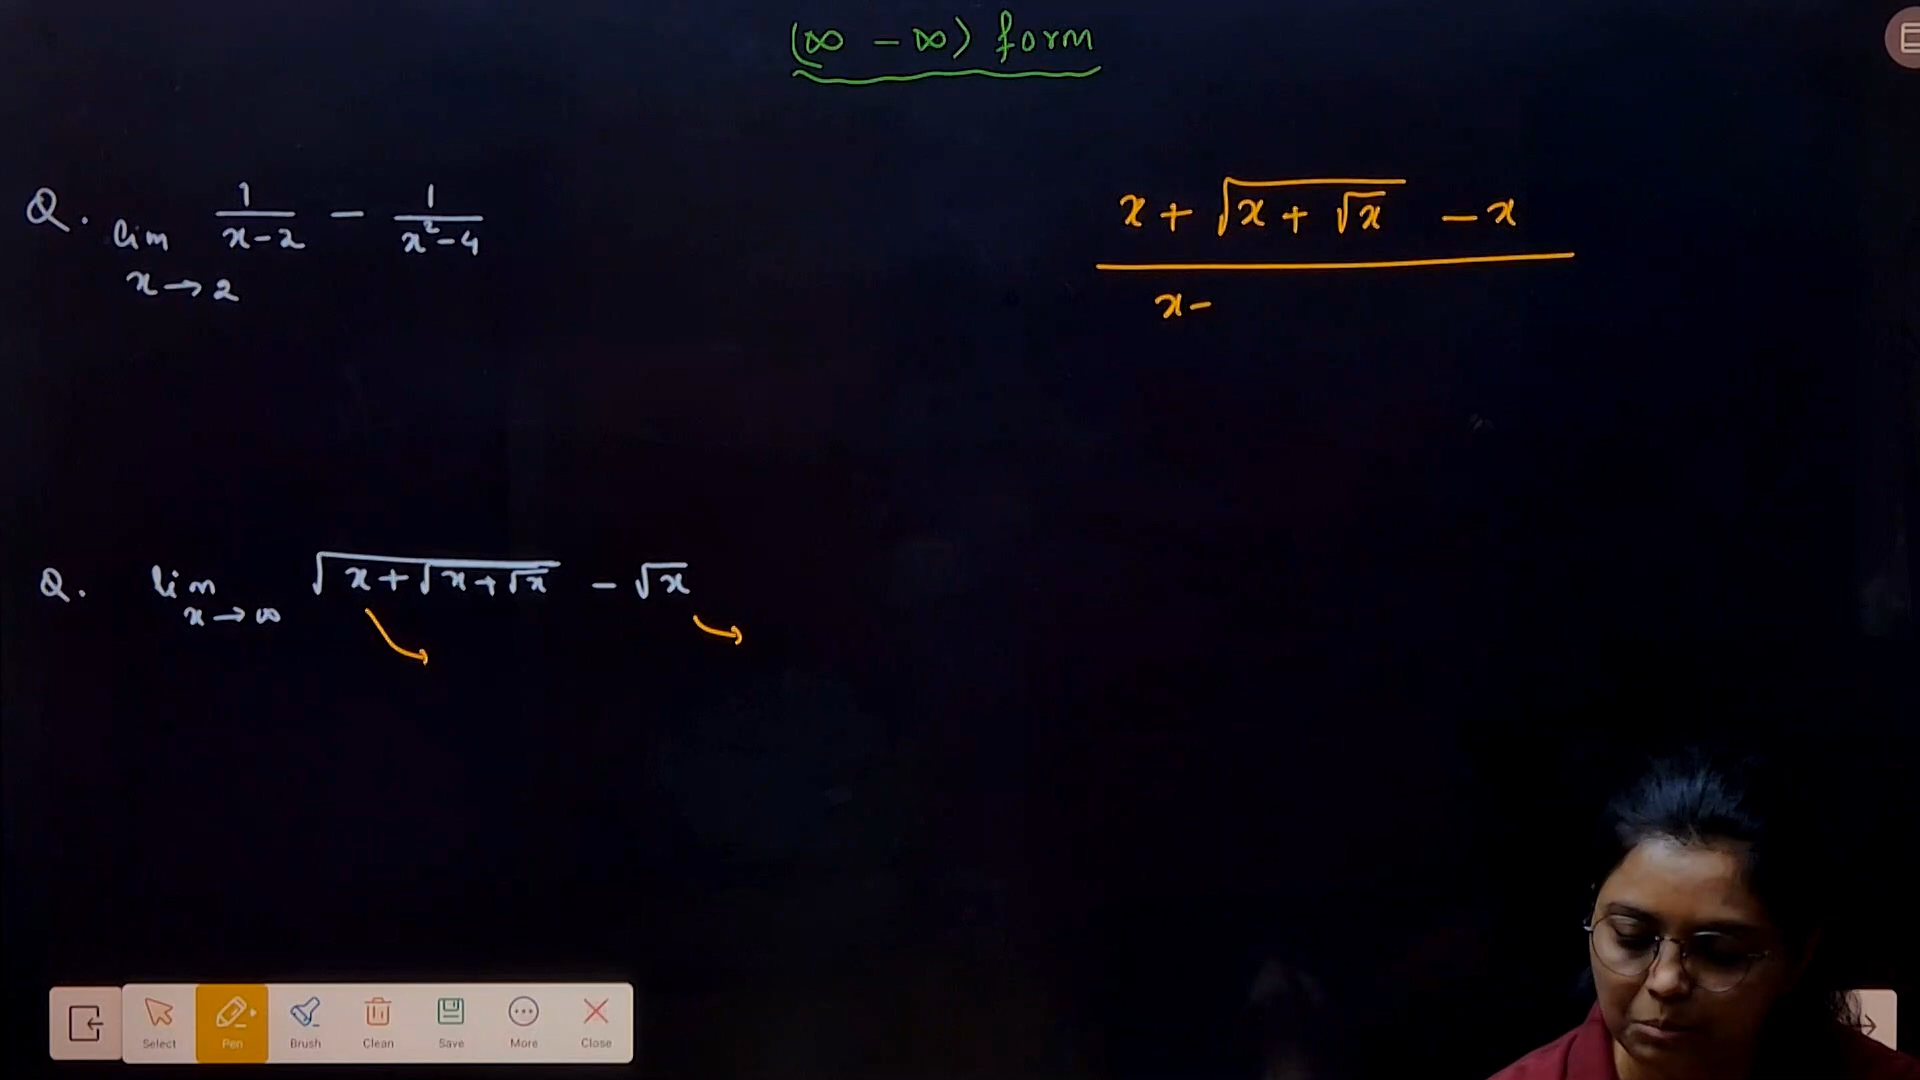 (∞ - ∞) form
Q. lim x→2 1/(x-2) - 1/(x²-4)
x + √(x + √x) - x
x -
Q. lim x→∞ √(x + √(x + √x)) - √x
Select Pen Brush Clean Save More Close